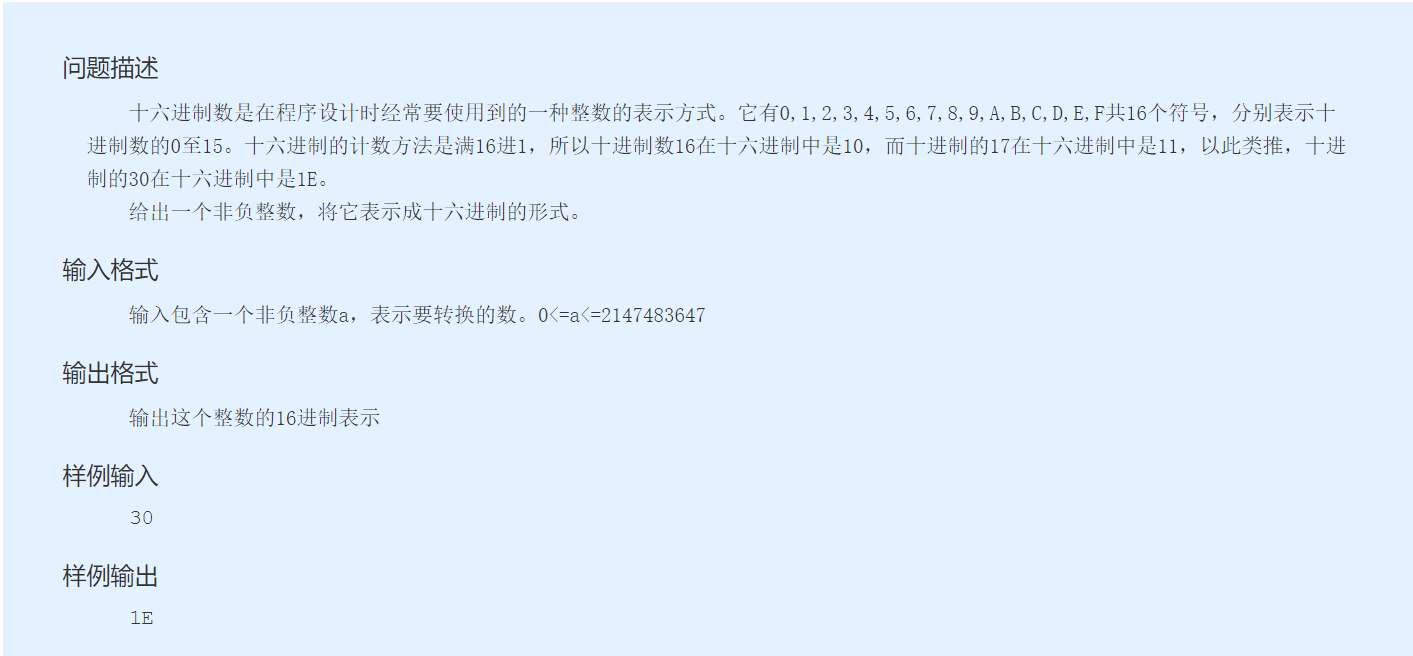 问题描述
十六进制数是在程序设计时经常要使用到的一种整数的表示方式。它有0,1,2,3,4,5,6,7,8,9,A,B,C,D,E,F共16个符号，分别表示十
进制数的0至15。十六进制的计数方法是满16进1，所以十进制数16在十六进制中是10，而十进制的17在十六进制中是11，以此类推，十进
制的30在十六进制中是1E。
给出一个非负整数，将它表示成十六进制的形式。
输入格式
输入包含一个非负整数a，表示要转换的数。0<=a<=2147483647
输出格式
输出这个整数的16进制表示
样例输入
30
样例输出
1E